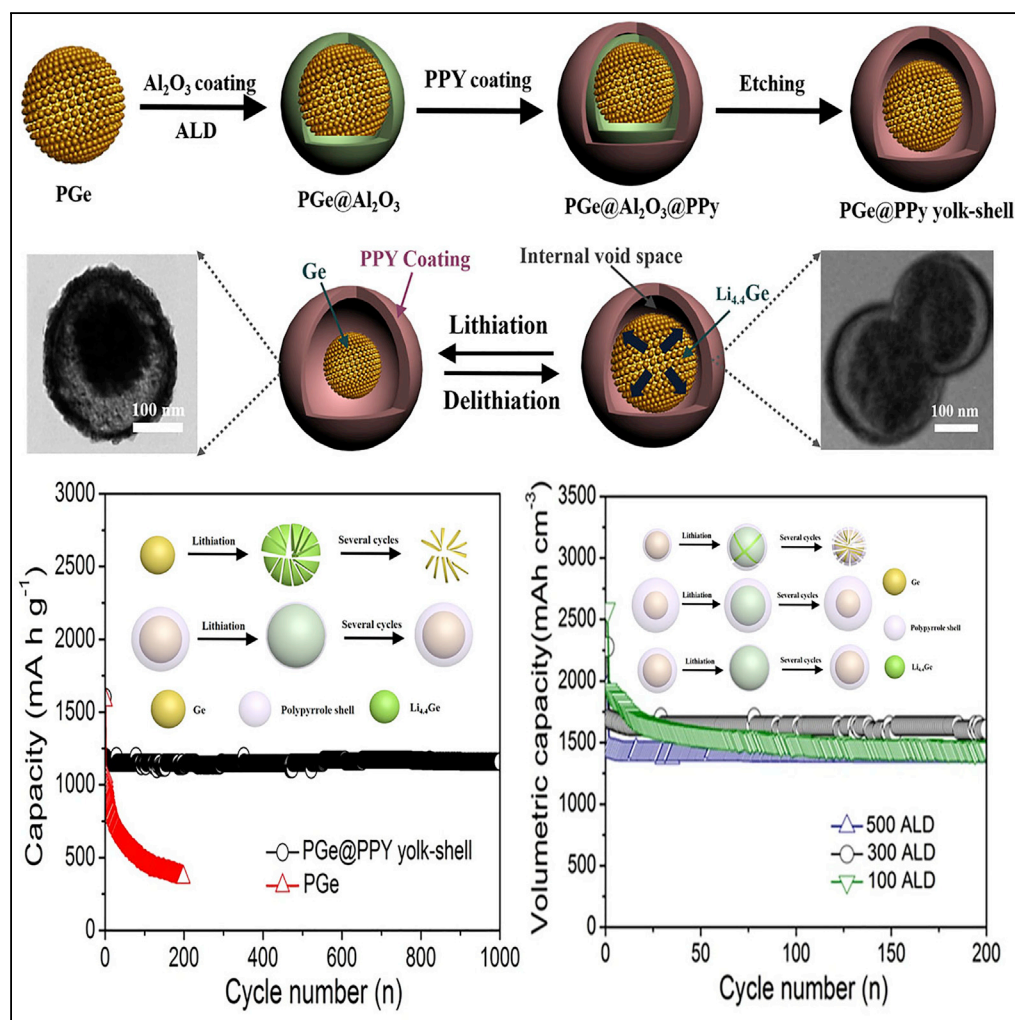 Al₂O₃ coating
ALD
PPY coating
Etching
PGe
PGe@Al₂O₃
PGe@Al₂O₃@PPy
PGe@PPy yolk-shell
Ge
PPY Coating
Internal void space
Li₄.₄Ge
Lithiation
Delithiation
100 nm
100 nm
Capacity (mA h g⁻¹)
3000
2500
2000
1500
1000
500
0
Lithiation
Several cycles
Lithiation
Several cycles
Ge
Polypyrrole shell
Li₄.₄Ge
PGe@PPY yolk-shell
PGe
0
200
400
600
800
1000
Cycle number (n)
Volumetric capacity(mAh cm⁻³)
3500
3000
2500
2000
1500
1000
500
0
Lithiation
Several cycles
Lithiation
Several cycles
Lithiation
Several cycles
Ge
Polypyrrole shell
Li₄.₄Ge
500 ALD
300 ALD
100 ALD
0
50
100
150
200
Cycle number (n)